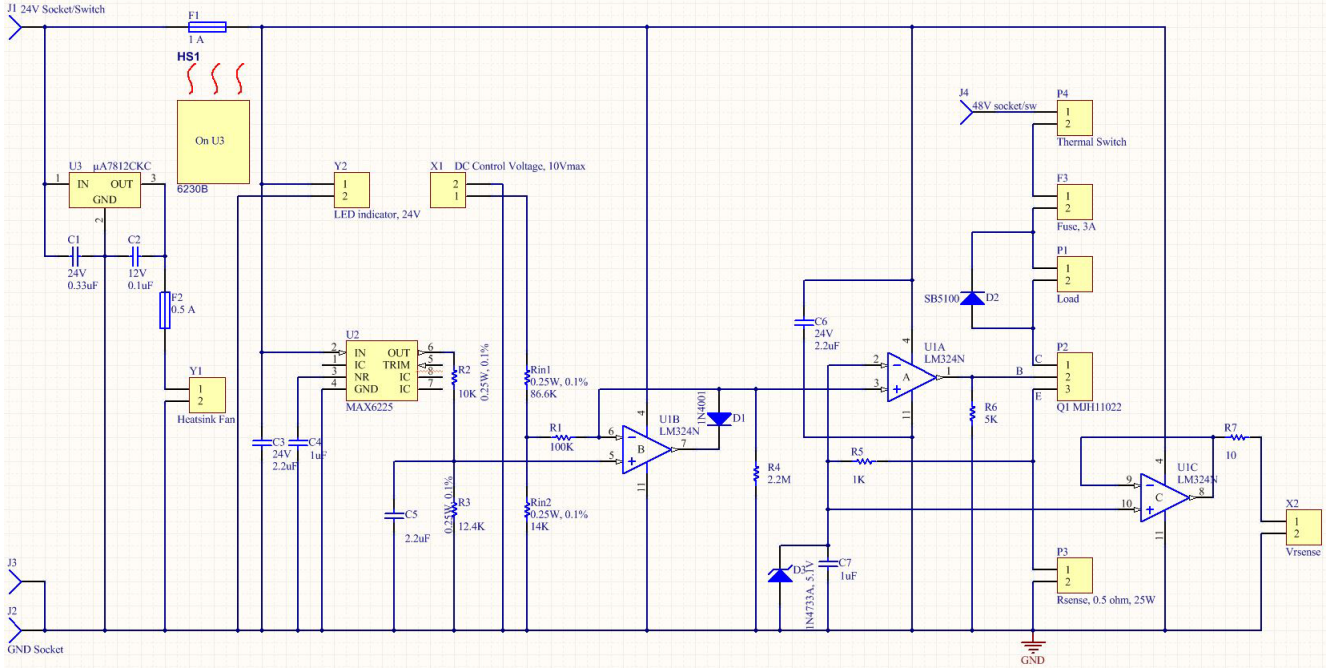 J1 24V Socket/Switch
F1
1 A
HS1
On U3
6230B
U3 µA7812CKC
1 IN OUT 3
GND
2
C1
24V
0.33uF
C2
12V
0.1uF
F2
0.5 A
Y1
1
2
Heatsink Fan
J3
J2
GND Socket
Y2
1
2
LED indicator, 24V
X1 DC Control Voltage, 10Vmax
2
1
U2
2 IN OUT 6
1 IC TRIM 5
3 NR IC 8
4 GND IC 7
MAX6225
C3
24V
2.2uF
C4
1uF
R2
10K
0.25W, 0.1%
C5
2.2uF
R3
12.4K
0.25W, 0.1%
Rin1
0.25W, 0.1%
86.6K
R1
100K
Rin2
0.25W, 0.1%
14K
U1B
LM324N
4
6
5
B
7
11
1N4001
D1
R4
2.2M
C6
24V
2.2uF
U1A
LM324N
4
2
3
A
1
11
R5
1K
D3
1N4733A, 5.1V
C7
1uF
R6
5K
J4
48V socket/sw
P4
1
2
Thermal Switch
F3
1
2
Fuse, 3A
P1
1
2
Load
SB5100 D2
P2
C 1
B 2
E 3
Q1 MJH11022
P3
1
2
Rsense, 0.5 ohm, 25W
GND
U1C
LM324N
4
9
10
C
8
11
R7
10
X2
1
2
Vrsense